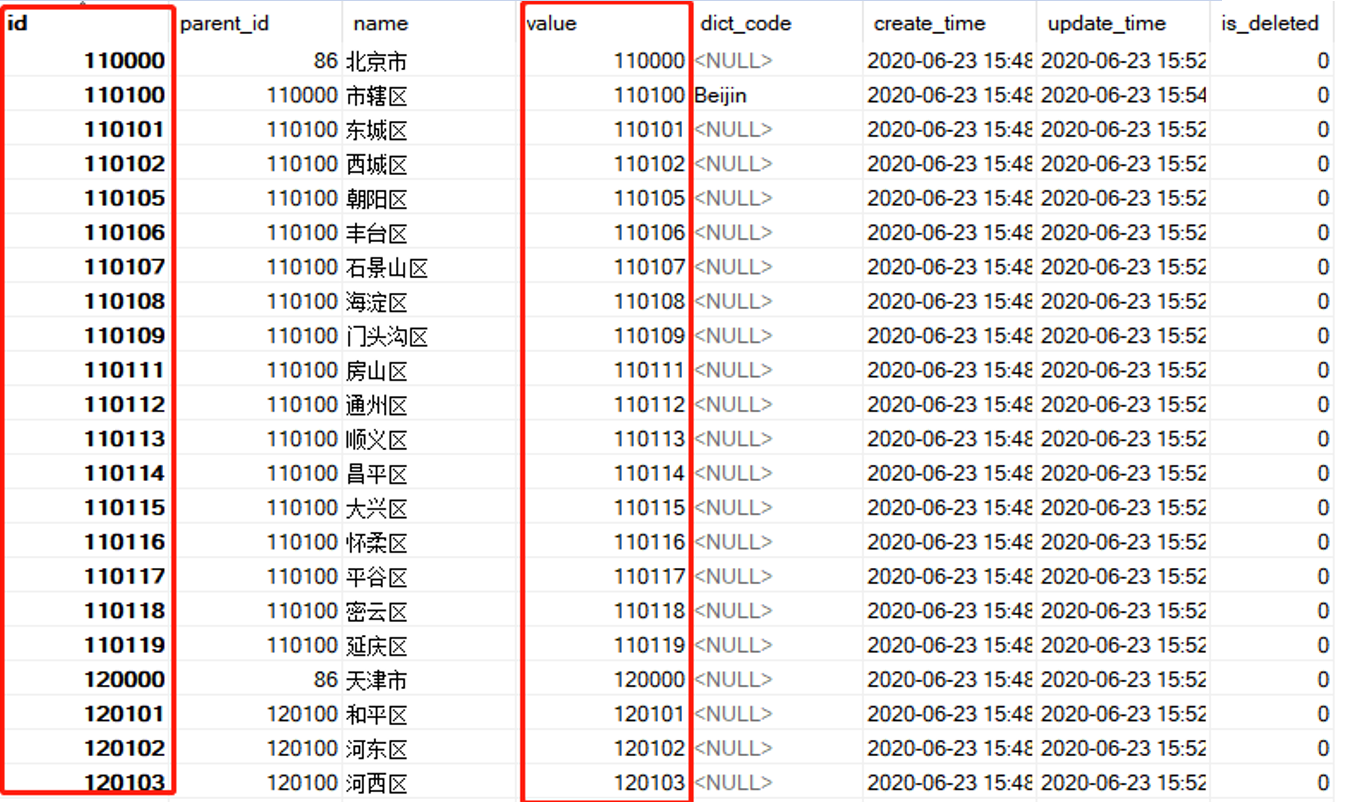 id parent_id name value dict_code create_time update_time is_deleted
110000 86 北京市 110000 <NULL> 2020-06-23 15:48 2020-06-23 15:52 0
110100 110000 市辖区 110100 Beijin 2020-06-23 15:48 2020-06-23 15:54 0
110101 110100 东城区 110101 <NULL> 2020-06-23 15:48 2020-06-23 15:52 0
110102 110100 西城区 110102 <NULL> 2020-06-23 15:48 2020-06-23 15:52 0
110105 110100 朝阳区 110105 <NULL> 2020-06-23 15:48 2020-06-23 15:52 0
110106 110100 丰台区 110106 <NULL> 2020-06-23 15:48 2020-06-23 15:52 0
110107 110100 石景山区 110107 <NULL> 2020-06-23 15:48 2020-06-23 15:52 0
110108 110100 海淀区 110108 <NULL> 2020-06-23 15:48 2020-06-23 15:52 0
110109 110100 门头沟区 110109 <NULL> 2020-06-23 15:48 2020-06-23 15:52 0
110111 110100 房山区 110111 <NULL> 2020-06-23 15:48 2020-06-23 15:52 0
110112 110100 通州区 110112 <NULL> 2020-06-23 15:48 2020-06-23 15:52 0
110113 110100 顺义区 110113 <NULL> 2020-06-23 15:48 2020-06-23 15:52 0
110114 110100 昌平区 110114 <NULL> 2020-06-23 15:48 2020-06-23 15:52 0
110115 110100 大兴区 110115 <NULL> 2020-06-23 15:48 2020-06-23 15:52 0
110116 110100 怀柔区 110116 <NULL> 2020-06-23 15:48 2020-06-23 15:52 0
110117 110100 平谷区 110117 <NULL> 2020-06-23 15:48 2020-06-23 15:52 0
110118 110100 密云区 110118 <NULL> 2020-06-23 15:48 2020-06-23 15:52 0
110119 110100 延庆区 110119 <NULL> 2020-06-23 15:48 2020-06-23 15:52 0
120000 86 天津市 120000 <NULL> 2020-06-23 15:48 2020-06-23 15:52 0
120101 120100 和平区 120101 <NULL> 2020-06-23 15:48 2020-06-23 15:52 0
120102 120100 河东区 120102 <NULL> 2020-06-23 15:48 2020-06-23 15:52 0
120103 120100 河西区 120103 <NULL> 2020-06-23 15:48 2020-06-23 15:52 0